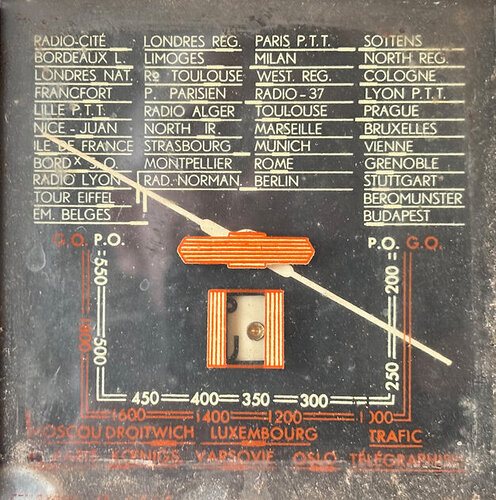 RADIO-CITÉ LONDRES REG. PARIS P.T.T. SOTTENS
BORDEAUX L. LIMOGES MILAN NORTH REG.
LONDRES NAT. Rº TOULOUSE WEST. REG. COLOGNE
FRANCFORT P. PARISIEN RADIO-37 LYON P.T.T.
LILLE P.T.T. RADIO ALGER TOULOUSE PRAGUE
NICE-JUAN NORTH IR. MARSEILLE BRUXELLES
ILE DE FRANCE STRASBOURG MUNICH VIENNE
BORDˣ S.O. MONTPELLIER ROME GRENOBLE
RADIO LYON RAD. NORMAN. BERLIN STUTTGART
TOUR EIFFEL BEROMUNSTER
EM. BELGES BUDAPEST
G.O. P.O. P.O. G.O.
550 200
500
250
450 400 350 300
1600 1400 1200
MOSCOU DROITWICH LUXEMBOURG TRAFIC
VARSOVIE OSLO